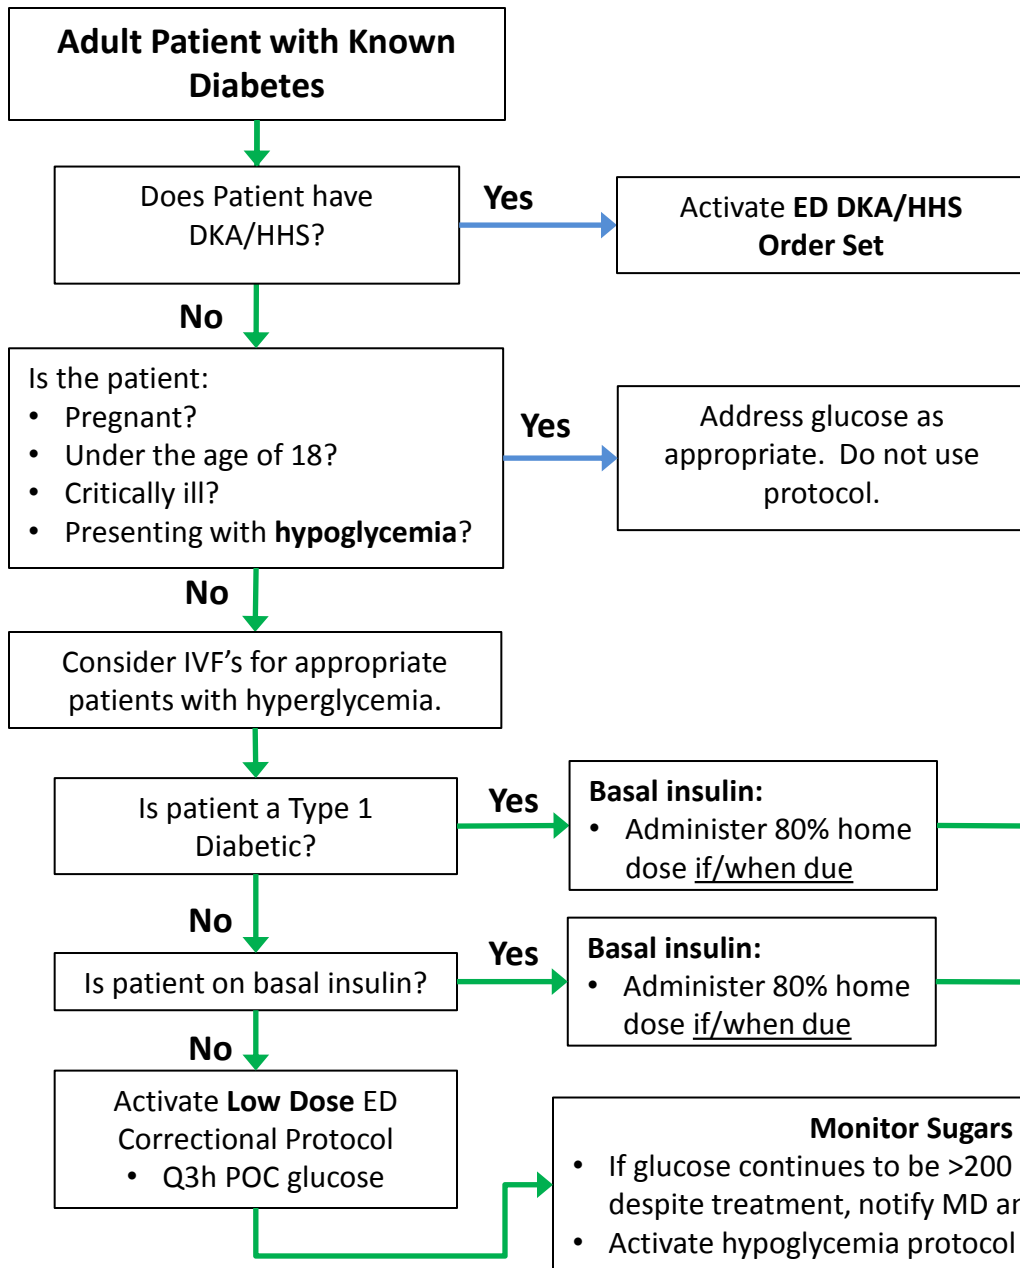 Adult Patient with Known
Diabetes
Does Patient have
DKA/HHS?
Yes
Activate ED DKA/HHS
Order Set
No
Is the patient:
• Pregnant?
• Under the age of 18?
• Critically ill?
• Presenting with hypoglycemia?
Yes
Address glucose as
appropriate. Do not use
protocol.
No
Consider IVF's for appropriate
patients with hyperglycemia.
Is patient a Type 1
Diabetic?
Yes
Basal insulin:
• Administer 80% home
dose if/when due
No
Is patient on basal insulin?
Yes
Basal insulin:
• Administer 80% home
dose if/when due
No
Activate Low Dose ED
Correctional Protocol
• Q3h POC glucose
Monitor Sugars
• If glucose continues to be >200
despite treatment, notify MD
• Activate hypoglycemia protocol